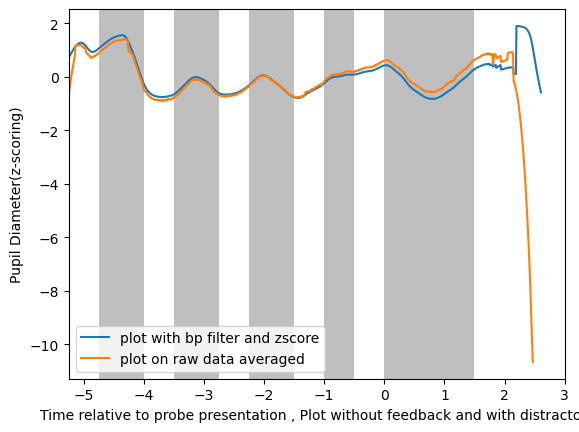 2
0
−2
−4
−6
−8
−10
Pupil Diameter(z-scoring)
plot with bp filter and zscore
plot on raw data averaged
−5 −4 −3 −2 −1 0 1 2 3
Time relative to probe presentation , Plot without feedback and with distracto